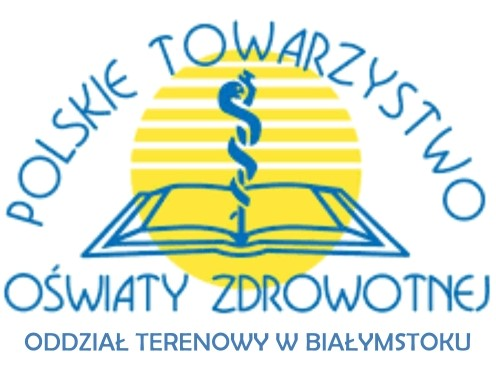 POLSKIE TOWARZYSTWO
OŚWIATY ZDROWOTNEJ
ODDZIAŁ TERENOWY W BIAŁYMSTOKU